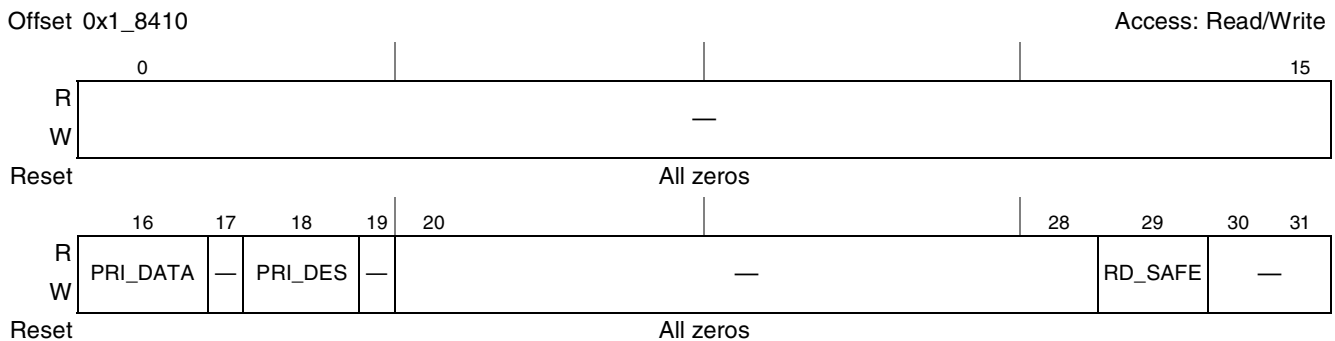 Offset 0x1_8410 Access: Read/Write
0 15
R
—
W
Reset All zeros
16 17 18 19 20 28 29 30 31
R
PRI_DATA — PRI_DES — — RD_SAFE —
W
Reset All zeros